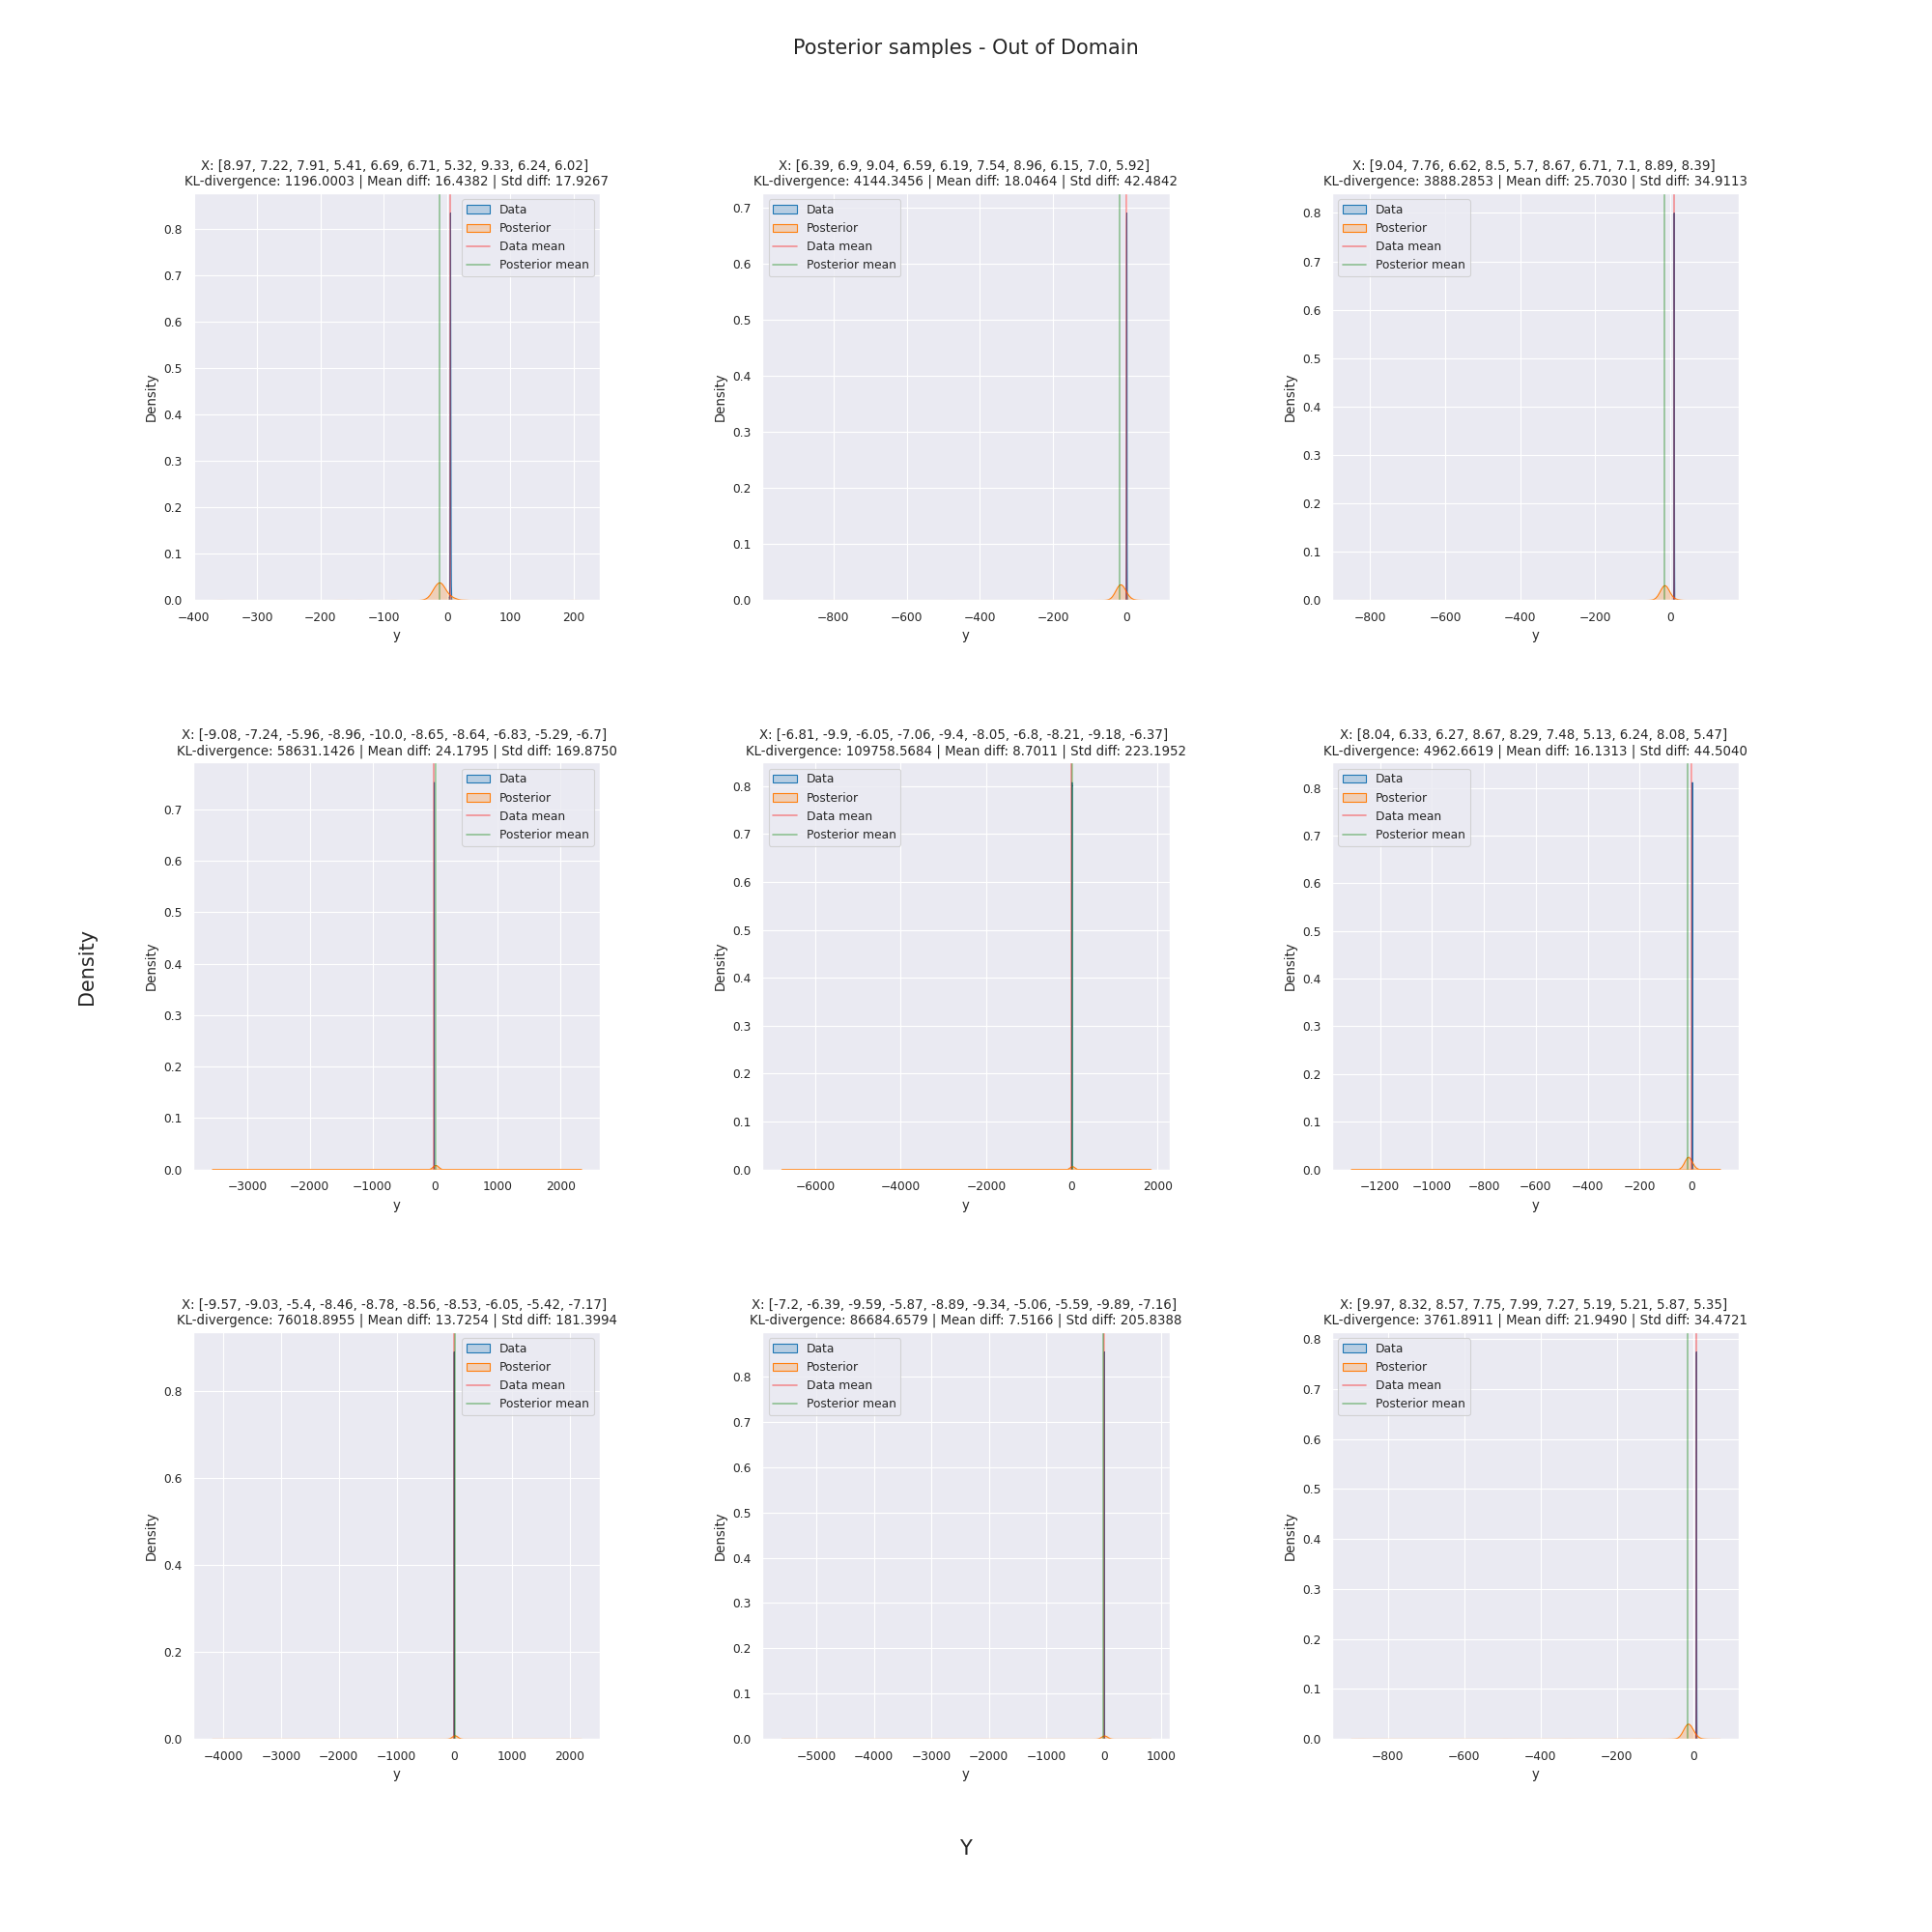 Posterior samples - Out of Domain
X: [8.97, 7.22, 7.91, 5.41, 6.69, 6.71, 5.32, 9.33, 6.24, 6.02]
KL-divergence: 1196.0003 | Mean diff: 16.4382 | Std diff: 17.9267
Data
Posterior
Data mean
Posterior mean
0.8
0.7
0.6
0.5
0.4
0.3
0.2
0.1
0.0
Density
−400 −300 −200 −100 0 100 200
y
X: [6.39, 6.9, 9.04, 6.59, 6.19, 7.54, 8.96, 6.15, 7.0, 5.92]
KL-divergence: 4144.3456 | Mean diff: 18.0464 | Std diff: 42.4842
Data
Posterior
Data mean
Posterior mean
0.7
0.6
0.5
0.4
0.3
0.2
0.1
0.0
Density
−800 −600 −400 −200 0
y
X: [9.04, 7.76, 6.62, 8.5, 5.7, 8.67, 6.71, 7.1, 8.89, 8.39]
KL-divergence: 3888.2853 | Mean diff: 25.7030 | Std diff: 34.9113
Data
Posterior
Data mean
Posterior mean
0.8
0.7
0.6
0.5
0.4
0.3
0.2
0.1
0.0
Density
−800 −600 −400 −200 0
y
Density
X: [-9.08, -7.24, -5.96, -8.96, -10.0, -8.65, -8.64, -6.83, -5.29, -6.7]
KL-divergence: 58631.1426 | Mean diff: 24.1795 | Std diff: 169.8750
Data
Posterior
Data mean
Posterior mean
0.7
0.6
0.5
0.4
0.3
0.2
0.1
0.0
Density
−3000 −2000 −1000 0 1000 2000
y
X: [-6.81, -9.9, -6.05, -7.06, -9.4, -8.05, -6.8, -8.21, -9.18, -6.37]
KL-divergence: 109758.5684 | Mean diff: 8.7011 | Std diff: 223.1952
Data
Posterior
Data mean
Posterior mean
0.8
0.7
0.6
0.5
0.4
0.3
0.2
0.1
0.0
Density
−6000 −4000 −2000 0 2000
y
X: [8.04, 6.33, 6.27, 8.67, 8.29, 7.48, 5.13, 6.24, 8.08, 5.47]
KL-divergence: 4962.6619 | Mean diff: 16.1313 | Std diff: 44.5040
Data
Posterior
Data mean
Posterior mean
0.8
0.7
0.6
0.5
0.4
0.3
0.2
0.1
0.0
Density
−1200 −1000 −800 −600 −400 −200 0
y
X: [-9.57, -9.03, -5.4, -8.46, -8.78, -8.56, -8.53, -6.05, -5.42, -7.17]
KL-divergence: 76018.8955 | Mean diff: 13.7254 | Std diff: 181.3994
Data
Posterior
Data mean
Posterior mean
0.8
0.6
0.4
0.2
0.0
Density
−4000 −3000 −2000 −1000 0 1000 2000
y
X: [-7.2, -6.39, -9.59, -5.87, -8.89, -9.34, -5.06, -5.59, -9.89, -7.16]
KL-divergence: 86684.6579 | Mean diff: 7.5166 | Std diff: 205.8388
Data
Posterior
Data mean
Posterior mean
0.8
0.7
0.6
0.5
0.4
0.3
0.2
0.1
0.0
Density
−5000 −4000 −3000 −2000 −1000 0 1000
y
X: [9.97, 8.32, 8.57, 7.75, 7.99, 7.27, 5.19, 5.21, 5.87, 5.35]
KL-divergence: 3761.8911 | Mean diff: 21.9490 | Std diff: 34.4721
Data
Posterior
Data mean
Posterior mean
0.8
0.7
0.6
0.5
0.4
0.3
0.2
0.1
0.0
Density
−800 −600 −400 −200 0
y
Y